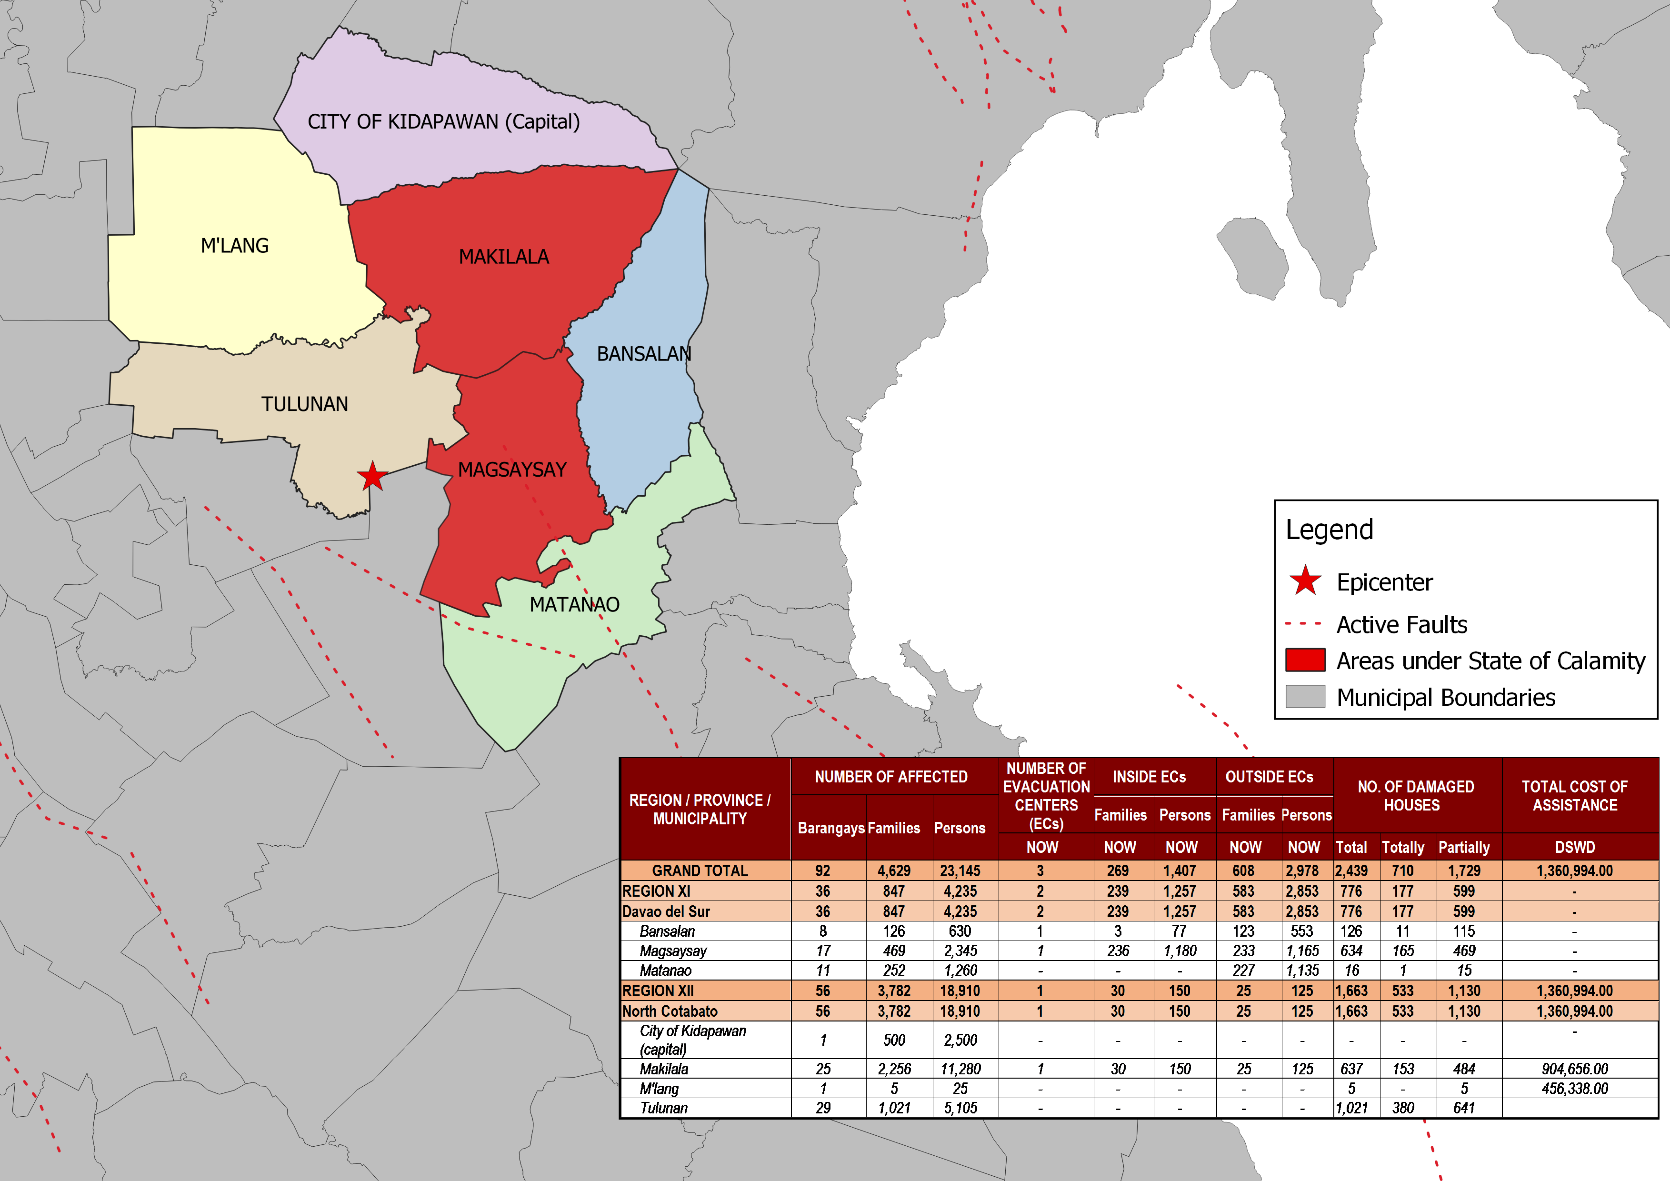 CITY OF KIDAPAWAN (Capital)
M'LANG
MAKILALA
BANSALAN
TULUNAN
MAGSAYSAY
MATANAO
Legend
Epicenter
Active Faults
Areas under State of Calamity
Municipal Boundaries
REGION / PROVINCE / MUNICIPALITY
NUMBER OF AFFECTED
NUMBER OF EVACUATION CENTERS (ECs)
INSIDE ECs
OUTSIDE ECs
NO. OF DAMAGED HOUSES
TOTAL COST OF ASSISTANCE
Barangays Families Persons
Families Persons Families Persons
NOW NOW NOW NOW NOW Total Totally Partially DSWD
GRAND TOTAL 92 4,629 23,145 3 269 1,407 608 2,978 2,439 710 1,729 1,360,994.00
REGION XI 36 847 4,235 2 239 1,257 583 2,853 776 177 599 -
Davao del Sur 36 847 4,235 2 239 1,257 583 2,853 776 177 599 -
Bansalan 8 126 630 1 3 77 123 553 126 11 115 -
Magsaysay 17 469 2,345 1 236 1,180 233 1,165 634 165 469 -
Matanao 11 252 1,260 - - - 227 1,135 16 1 15 -
REGION XII 56 3,782 18,910 1 30 150 25 125 1,663 533 1,130 1,360,994.00
North Cotabato 56 3,782 18,910 1 30 150 25 125 1,663 533 1,130 1,360,994.00
City of Kidapawan (capital) 1 500 2,500 - - - - - - - - -
Makilala 25 2,256 11,280 1 30 150 25 125 637 153 484 904,656.00
M'lang 1 5 25 - - - - - 5 - 5 456,338.00
Tulunan 29 1,021 5,105 - - - - - 1,021 380 641